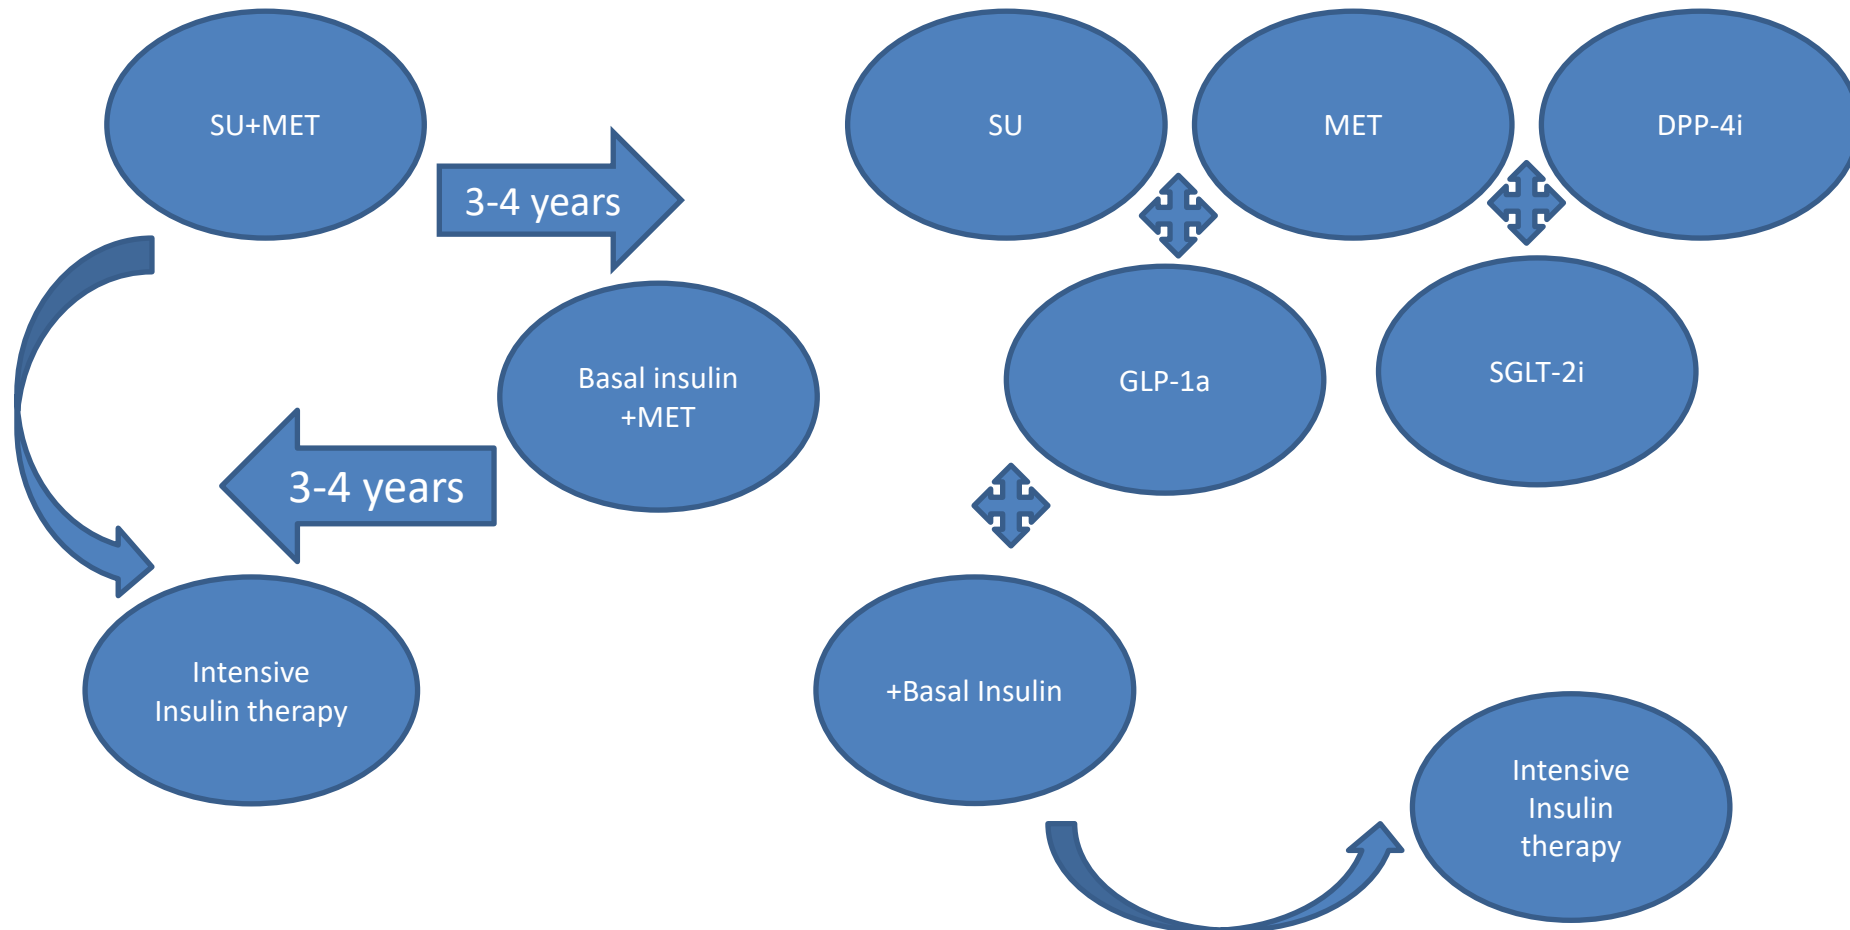 SU+MET
3-4 years
Basal insulin
+MET
3-4 years
Intensive
Insulin therapy
SU
MET
DPP-4i
GLP-1a
SGLT-2i
+Basal Insulin
Intensive
Insulin
therapy